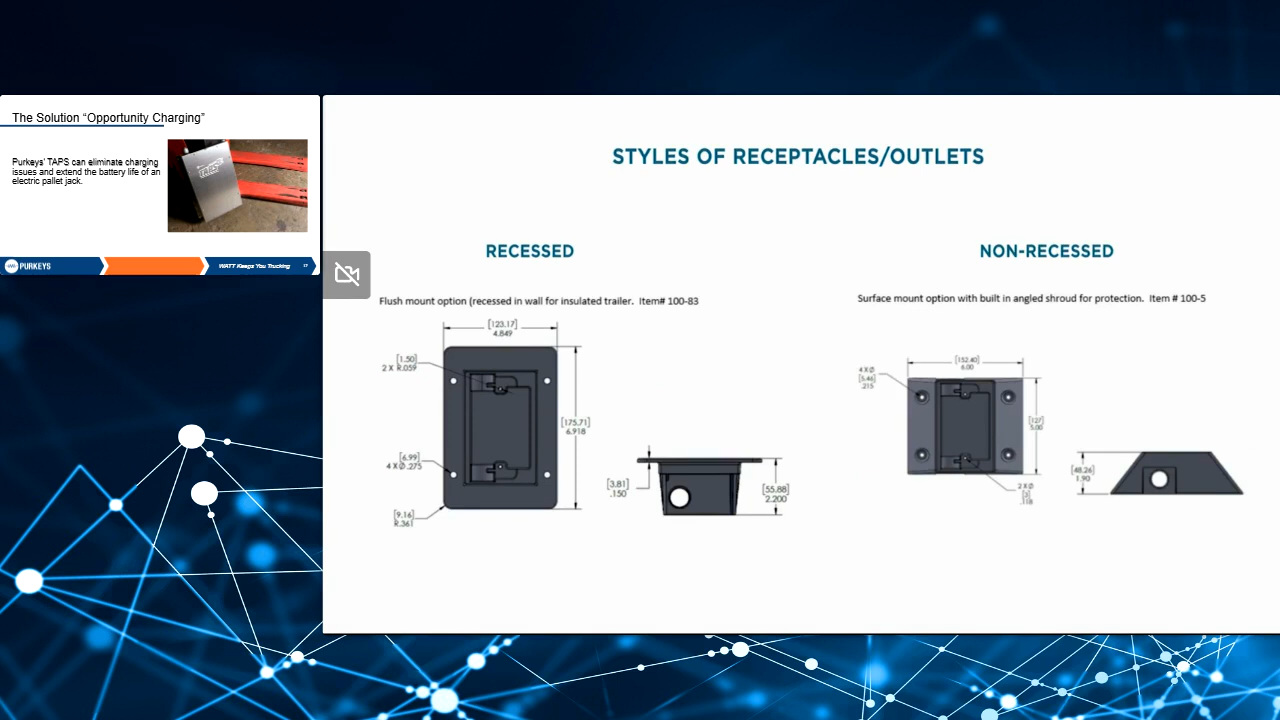 The Solution “Opportunity Charging”
Purkeys’ TAPS can eliminate charging
issues and extend the battery life of an
electric pallet jack.
PURKEYS
WATT Keeps You Trucking
17
STYLES OF RECEPTACLES/OUTLETS
RECESSED
Flush mount option (recessed in wall for insulated trailer. Item# 100-83
[123.17]
4.849
[1.50]
2 X R.059
[175.71]
6.918
[6.99]
4 X Ø.275
[9.16]
R.361
[3.81]
.150
[55.88]
2.200
NON-RECESSED
Surface mount option with built in angled shroud for protection. Item # 100-5
[152.40]
6.00
4 X Ø
[5.46]
.215
[127]
5.00
2 X Ø
[48.26]
1.90